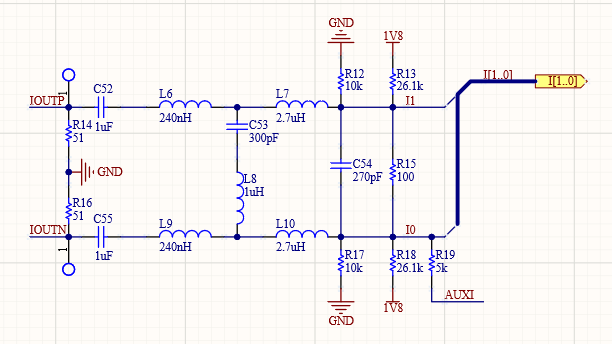 GND
1V8
I[1..0]
I[1..0]
R12
10k
R13
26.1k
1
C52
L6
L7
IOUTP
I1
R14
51
1uF
240nH
2.7uH
C53
300pF
GND
C54
270pF
R15
100
L8
1uH
R16
51
C55
L9
L10
IOUTN
I0
1
1uF
240nH
2.7uH
R17
10k
R18
26.1k
R19
5k
AUXI
GND
1V8